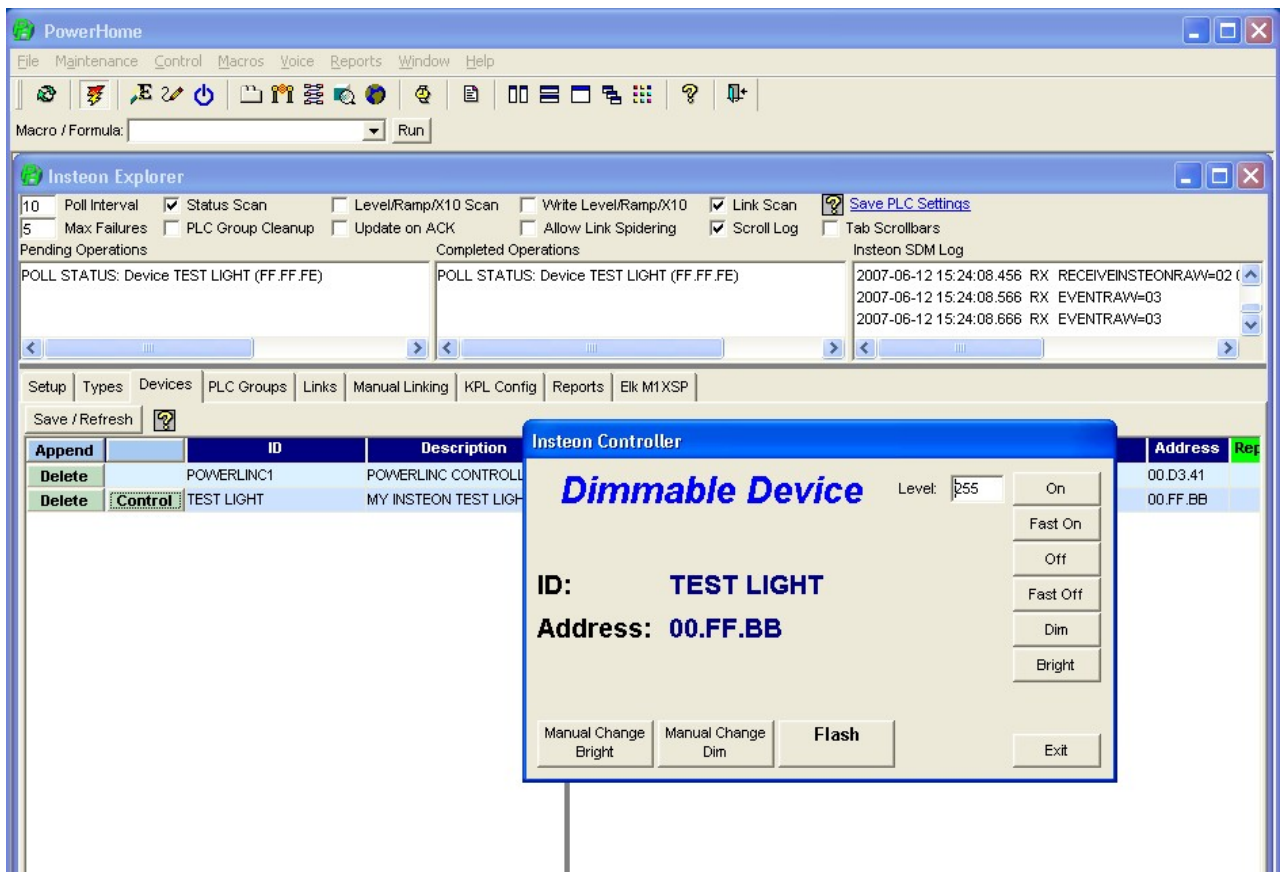 PowerHome
File Maintenance Control Macros Voice Reports Window Help
Macro / Formula: Run
Insteon Explorer
10 Poll Interval Status Scan Level/Ramp/X10 Scan Write Level/Ramp/X10 Link Scan Save PLC Settings
5 Max Failures PLC Group Cleanup Update on ACK Allow Link Spidering Scroll Log Tab Scrollbars
Pending Operations Completed Operations Insteon SDM Log
POLL STATUS: Device TEST LIGHT (FF.FF.FE) POLL STATUS: Device TEST LIGHT (FF.FF.FE) 2007-06-12 15:24:08.456 RX RECEIVEINSTEONRAW=02
2007-06-12 15:24:08.566 RX EVENTRAW=03
2007-06-12 15:24:08.666 RX EVENTRAW=03
Setup Types Devices PLC Groups Links Manual Linking KPL Config Reports Elk M1XSP
Save / Refresh
Append ID Description Address Rep
Delete POWERLINC1 POWERLINC CONTROLL 00.D3.41
Delete Control TEST LIGHT MY INSTEON TEST LIGH 00.FF.BB
Insteon Controller
Dimmable Device Level: 255 On
Fast On
Off
ID: TEST LIGHT Fast Off
Address: 00.FF.BB Dim
Bright
Manual Change Bright Manual Change Dim Flash Exit